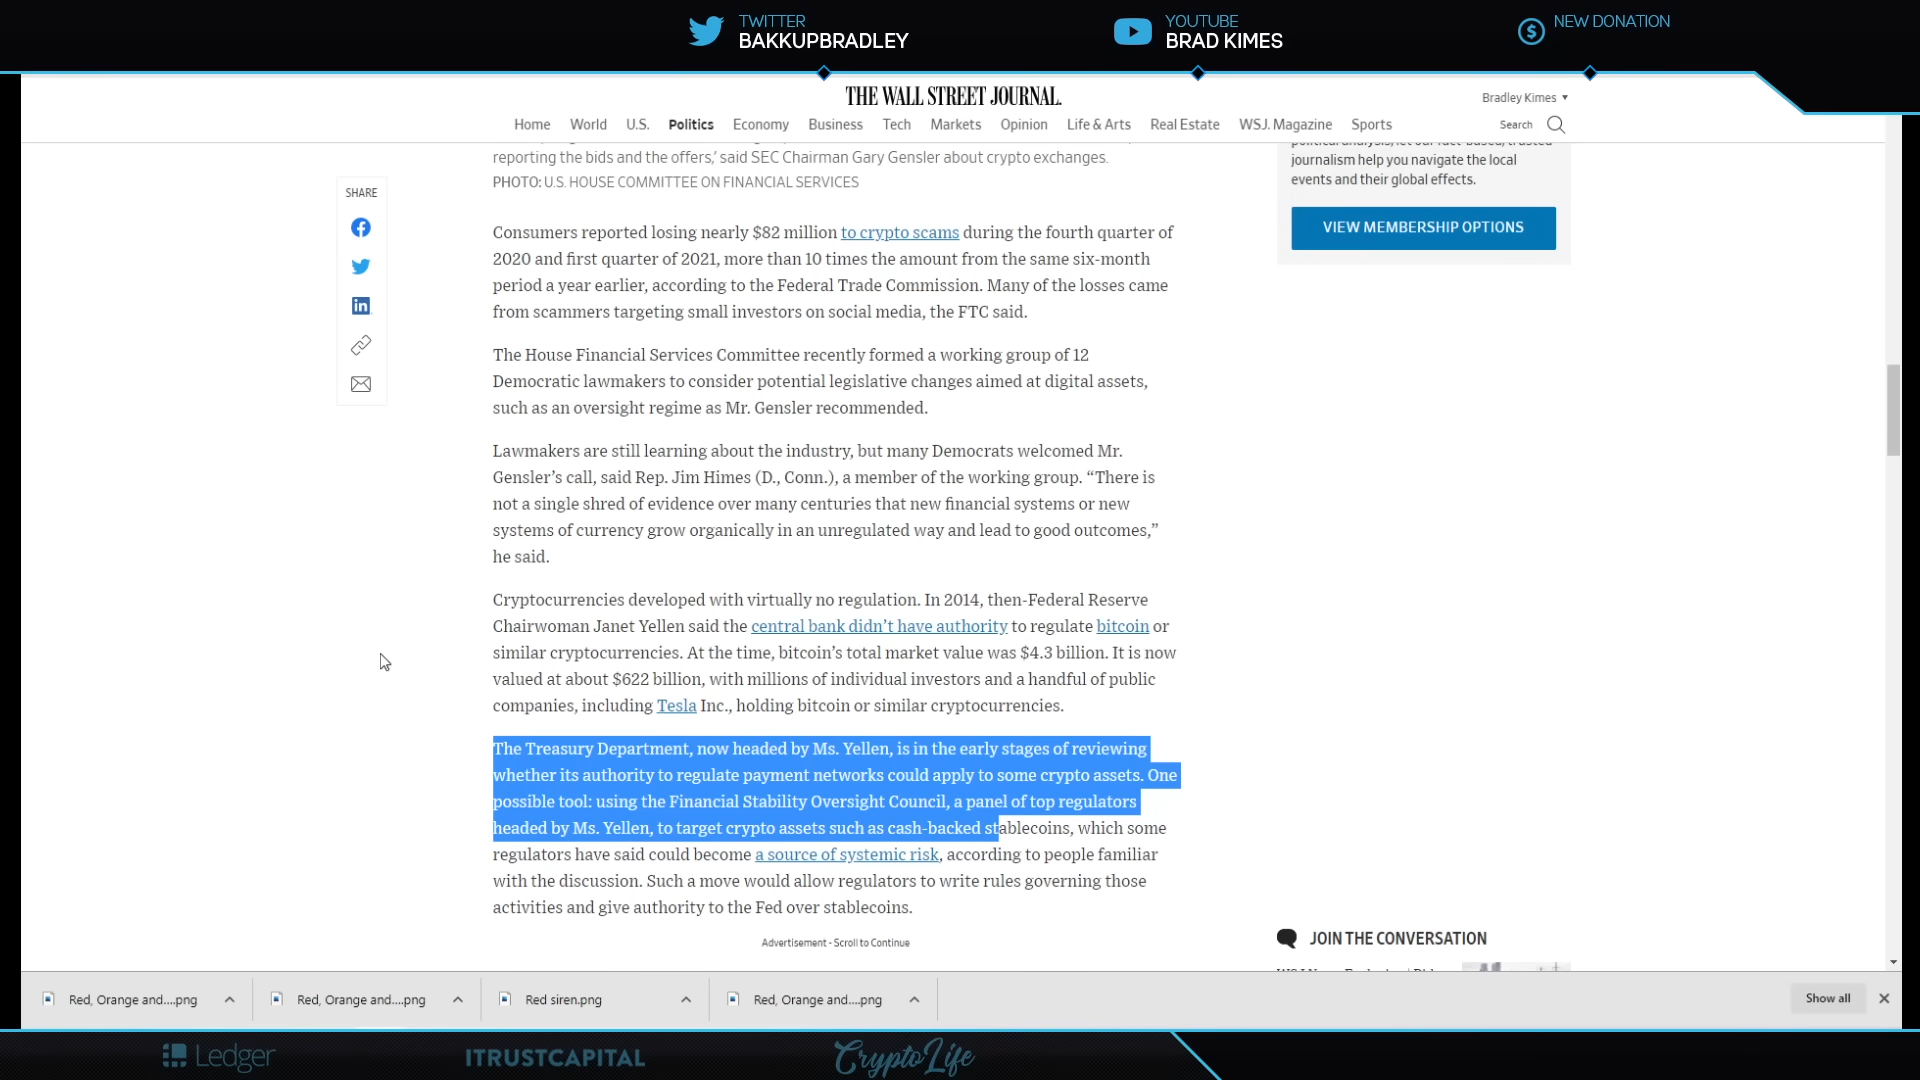 TWITTER
BAKKUPBRADLEY
YOUTUBE
BRAD KIMES
NEW DONATION
THE WALL STREET JOURNAL.
Bradley Kimes
Home World U.S. Politics Economy Business Tech Markets Opinion Life & Arts Real Estate WSJ. Magazine Sports
Search
reporting the bids and the offers,' said SEC Chairman Gary Gensler about crypto exchanges.
PHOTO: U.S. HOUSE COMMITTEE ON FINANCIAL SERVICES
journalism help you navigate the local
events and their global effects.
VIEW MEMBERSHIP OPTIONS
SHARE
Consumers reported losing nearly $82 million to crypto scams during the fourth quarter of
2020 and first quarter of 2021, more than 10 times the amount from the same six-month
period a year earlier, according to the Federal Trade Commission. Many of the losses came
from scammers targeting small investors on social media, the FTC said.
The House Financial Services Committee recently formed a working group of 12
Democratic lawmakers to consider potential legislative changes aimed at digital assets,
such as an oversight regime as Mr. Gensler recommended.
Lawmakers are still learning about the industry, but many Democrats welcomed Mr.
Gensler's call, said Rep. Jim Himes (D., Conn.), a member of the working group. “There is
not a single shred of evidence over many centuries that new financial systems or new
systems of currency grow organically in an unregulated way and lead to good outcomes,”
he said.
Cryptocurrencies developed with virtually no regulation. In 2014, then-Federal Reserve
Chairwoman Janet Yellen said the central bank didn't have authority to regulate bitcoin or
similar cryptocurrencies. At the time, bitcoin's total market value was $4.3 billion. It is now
valued at about $622 billion, with millions of individual investors and a handful of public
companies, including Tesla Inc., holding bitcoin or similar cryptocurrencies.
The Treasury Department, now headed by Ms. Yellen, is in the early stages of reviewing
whether its authority to regulate payment networks could apply to some crypto assets. One
possible tool: using the Financial Stability Oversight Council, a panel of top regulators
headed by Ms. Yellen, to target crypto assets such as cash-backed stablecoins, which some
regulators have said could become a source of systemic risk, according to people familiar
with the discussion. Such a move would allow regulators to write rules governing those
activities and give authority to the Fed over stablecoins.
Advertisement - Scroll to Continue
JOIN THE CONVERSATION
Red, Orange and....png
Red, Orange and....png
Red siren.png
Red, Orange and....png
Show all
Ledger
ITRUSTCAPITAL
CryptoLife